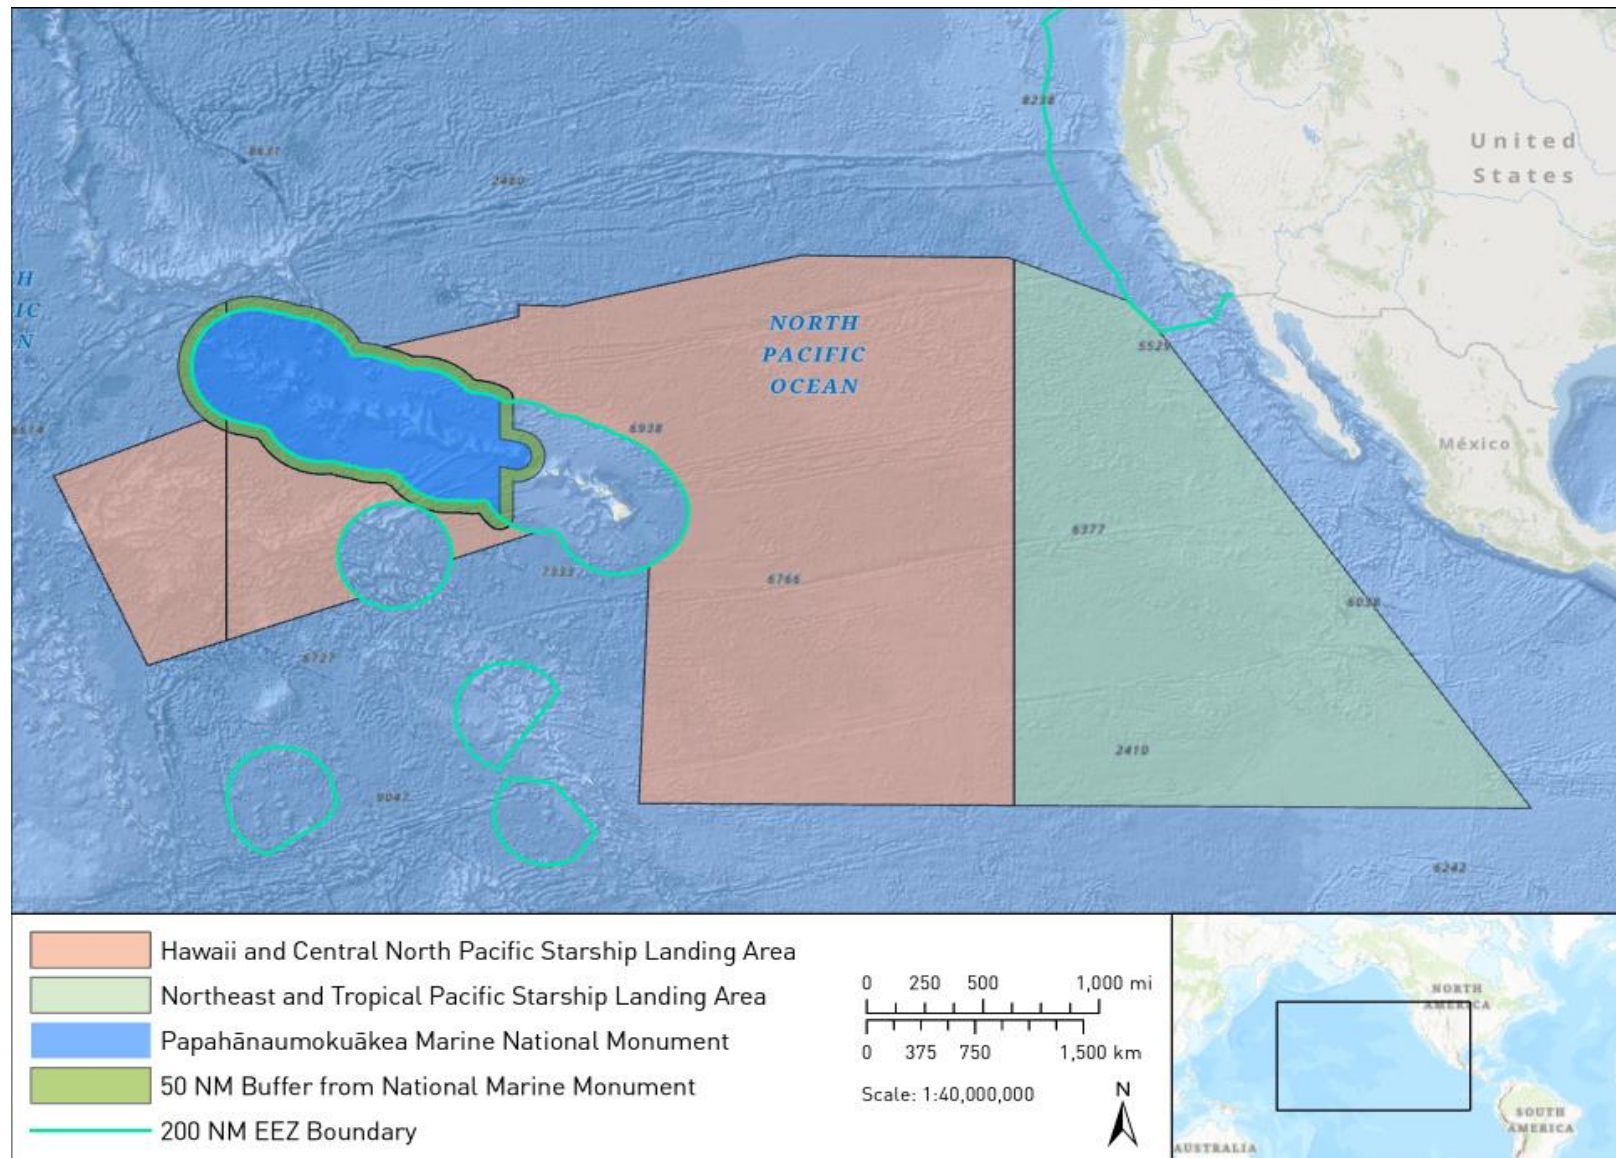 United
States
8238
8637
2480
H
IC
N
NORTH
PACIFIC
OCEAN
5529
6938
México
6377
7333
6766
6038
6727
2410
9047
6242
Hawaii and Central North Pacific Starship Landing Area
Northeast and Tropical Pacific Starship Landing Area
Papahānaumokuākea Marine National Monument
50 NM Buffer from National Marine Monument
200 NM EEZ Boundary
0 250 500 1,000 mi
0 375 750 1,500 km
Scale: 1:40,000,000
N
NORTH
AMERICA
SOUTH
AMERICA
AUSTRALIA